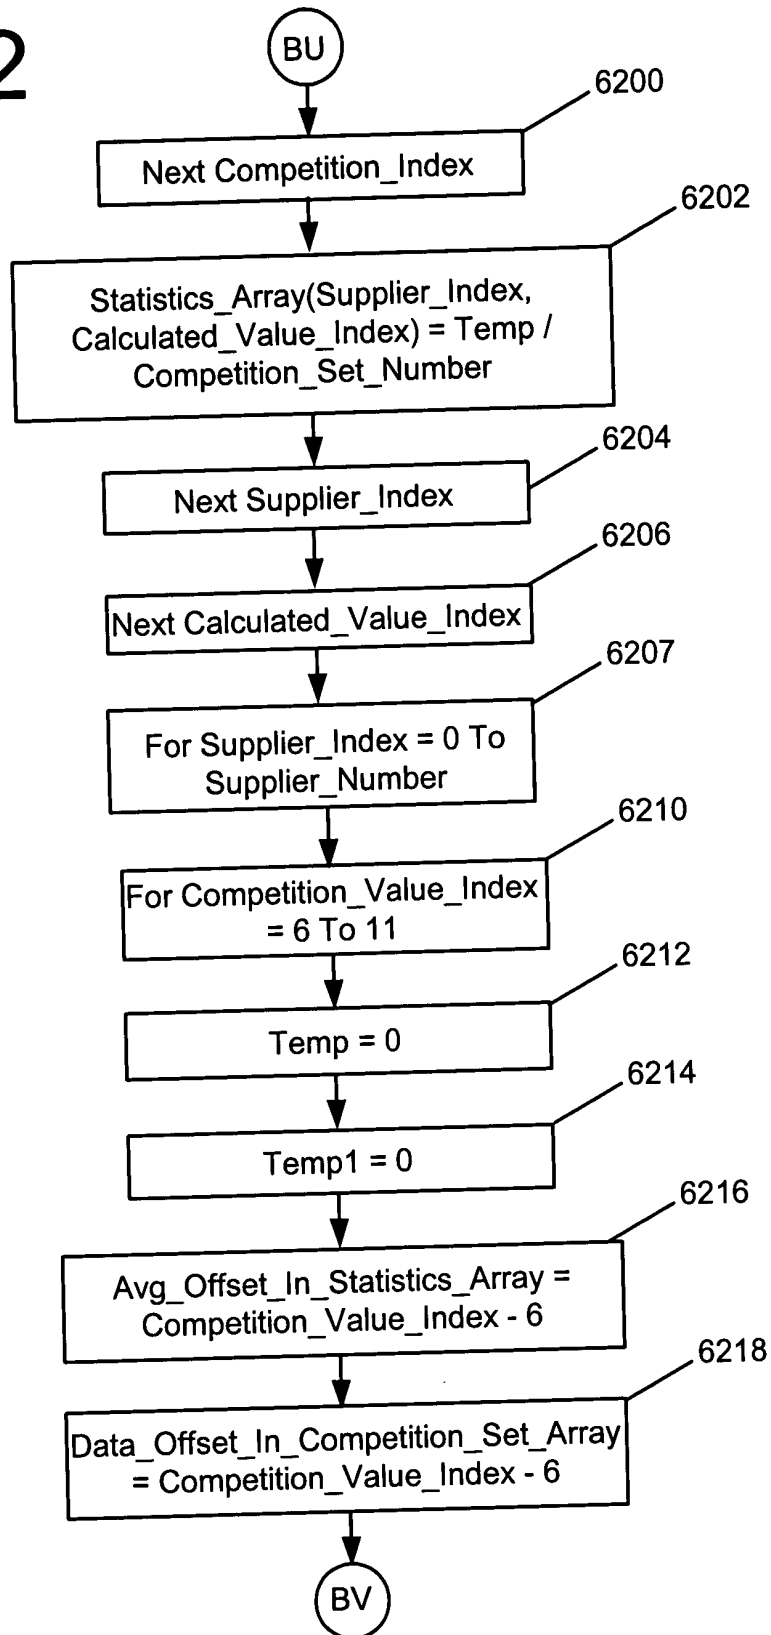 2
BU
6200
Next Competition_Index
6202
Statistics_Array(Supplier_Index,
Calculated_Value_Index) = Temp /
Competition_Set_Number
6204
Next Supplier_Index
6206
Next Calculated_Value_Index
6207
For Supplier_Index = 0 To
Supplier_Number
6210
For Competition_Value_Index
= 6 To 11
6212
Temp = 0
6214
Temp1 = 0
6216
Avg_Offset_In_Statistics_Array =
Competition_Value_Index - 6
6218
Data_Offset_In_Competition_Set_Array
= Competition_Value_Index - 6
BV